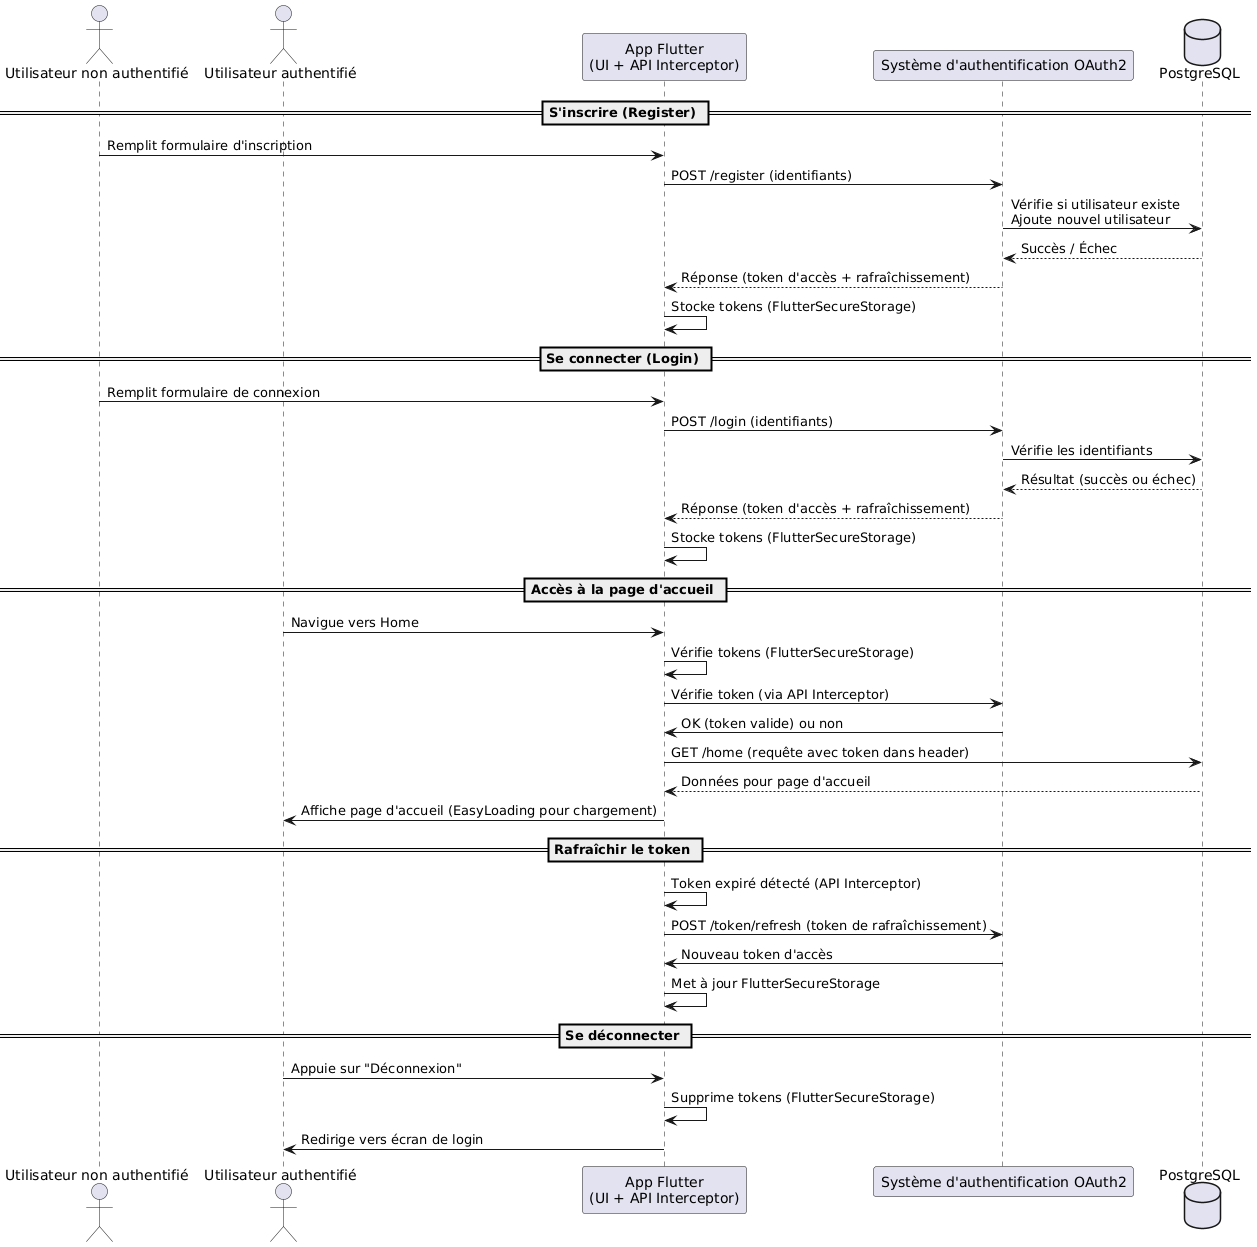 Utilisateur non authentifié
Utilisateur authentifié
App Flutter
(UI + API Interceptor)
Système d'authentification OAuth2
PostgreSQL
S'inscrire (Register)
Remplit formulaire d'inscription
POST /register (identifiants)
Vérifie si utilisateur existe
Ajoute nouvel utilisateur
Succès / Échec
Réponse (token d'accès + rafraîchissement)
Stocke tokens (FlutterSecureStorage)
Se connecter (Login)
Remplit formulaire de connexion
POST /login (identifiants)
Vérifie les identifiants
Résultat (succès ou échec)
Réponse (token d'accès + rafraîchissement)
Stocke tokens (FlutterSecureStorage)
Accès à la page d'accueil
Navigue vers Home
Vérifie tokens (FlutterSecureStorage)
Vérifie token (via API Interceptor)
OK (token valide) ou non
GET /home (requête avec token dans header)
Données pour page d'accueil
Affiche page d'accueil (EasyLoading pour chargement)
Rafraîchir le token
Token expiré détecté (API Interceptor)
POST /token/refresh (token de rafraîchissement)
Nouveau token d'accès
Met à jour FlutterSecureStorage
Se déconnecter
Appuie sur "Déconnexion"
Supprime tokens (FlutterSecureStorage)
Redirige vers écran de login
Utilisateur non authentifié
Utilisateur authentifié
App Flutter
(UI + API Interceptor)
Système d'authentification OAuth2
PostgreSQL